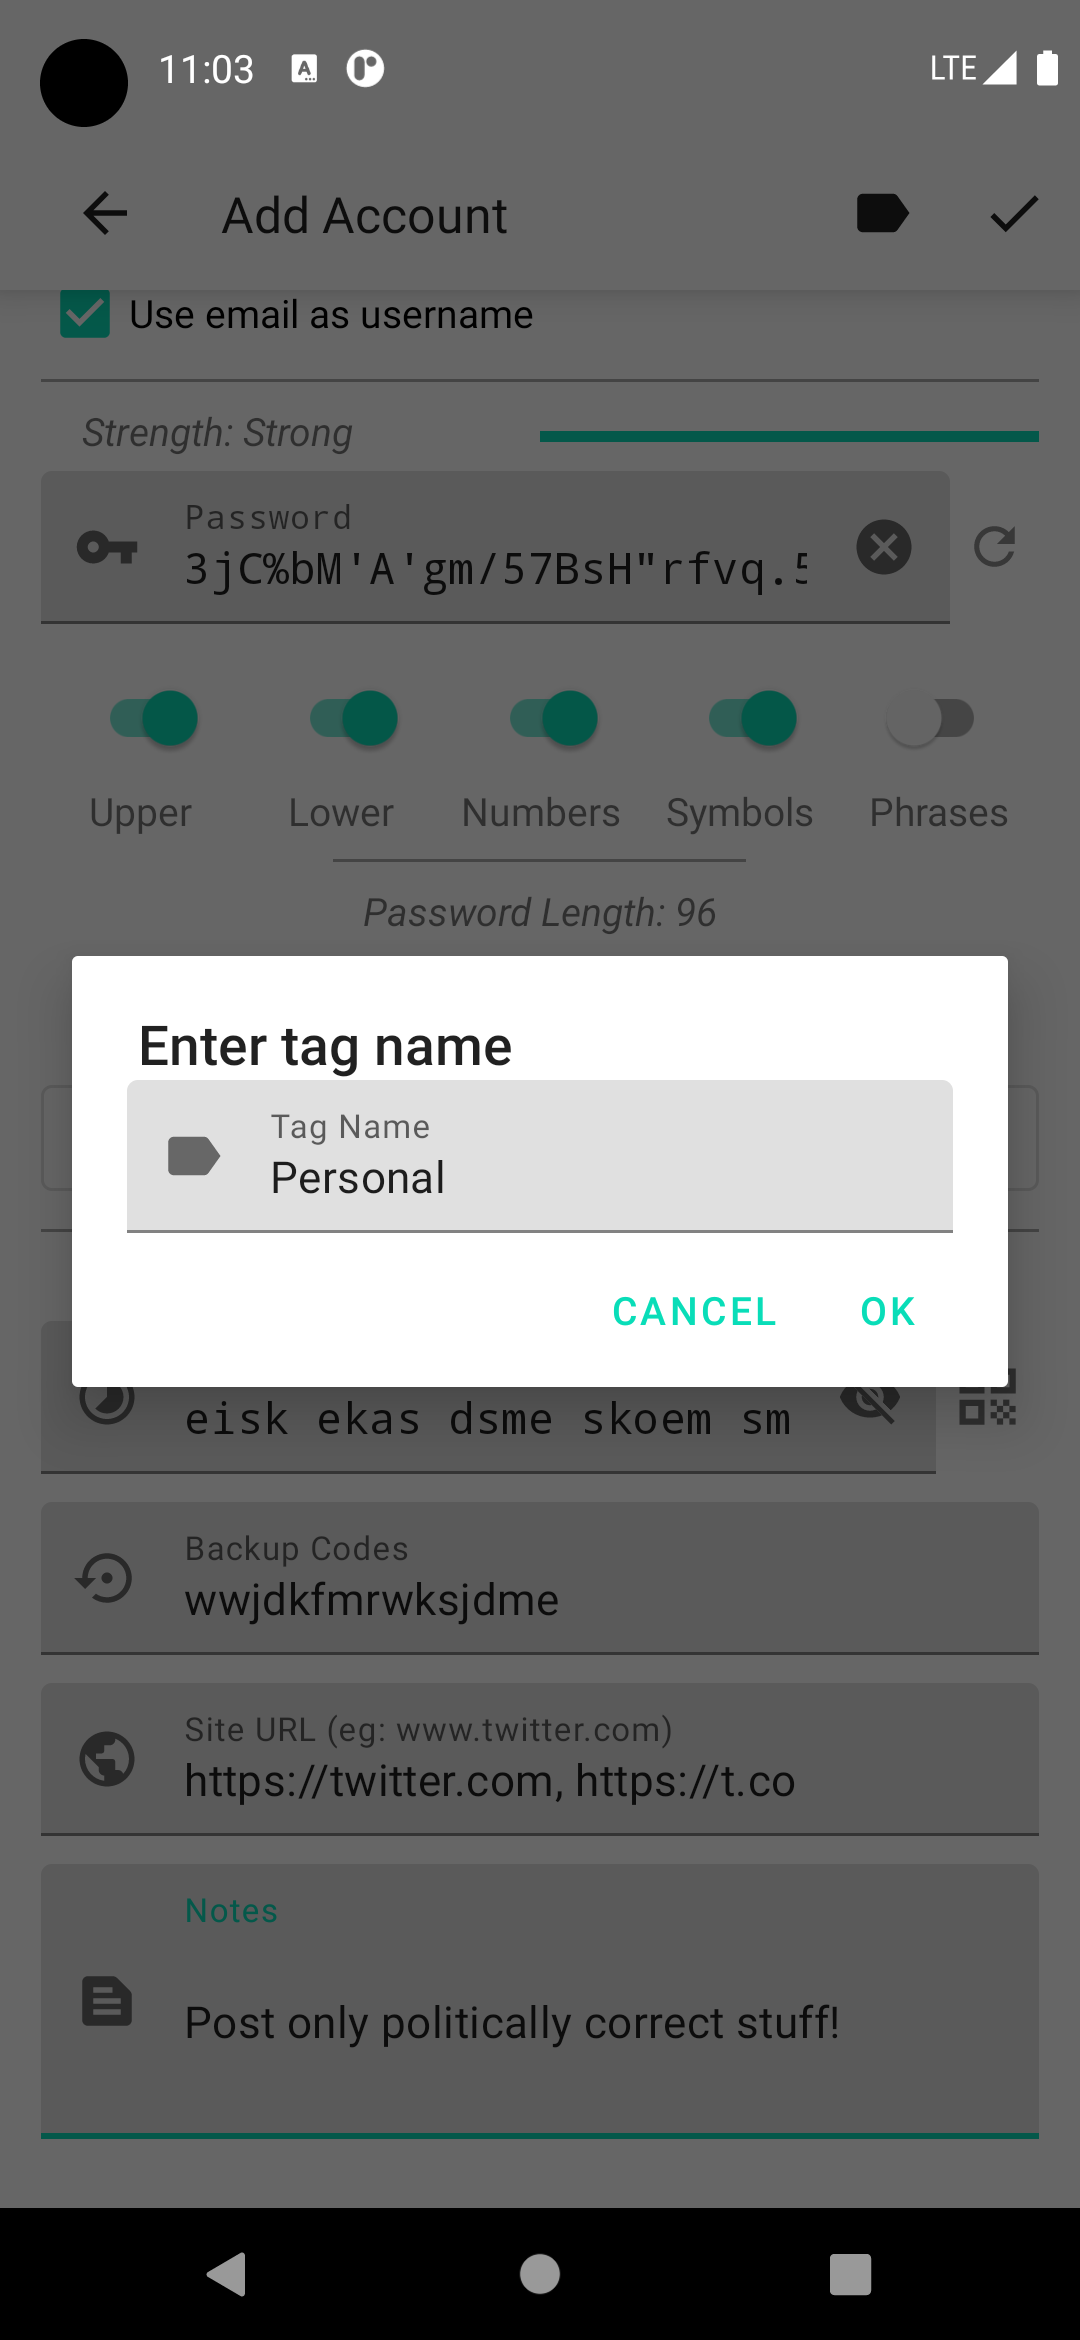 11:03
LTE
Add Account
Use email as username
Strength: Strong
Password
3jC%bM'A'gm/57BsH"rfvq.5
Upper Lower Numbers Symbols Phrases
Password Length: 96
Enter tag name
Tag Name
Personal
CANCEL OK
eisk ekas dsme skoem sm
Backup Codes
wwjdkfmrwksjdme
Site URL (eg: www.twitter.com)
https://twitter.com, https://t.co
Notes
Post only politically correct stuff!